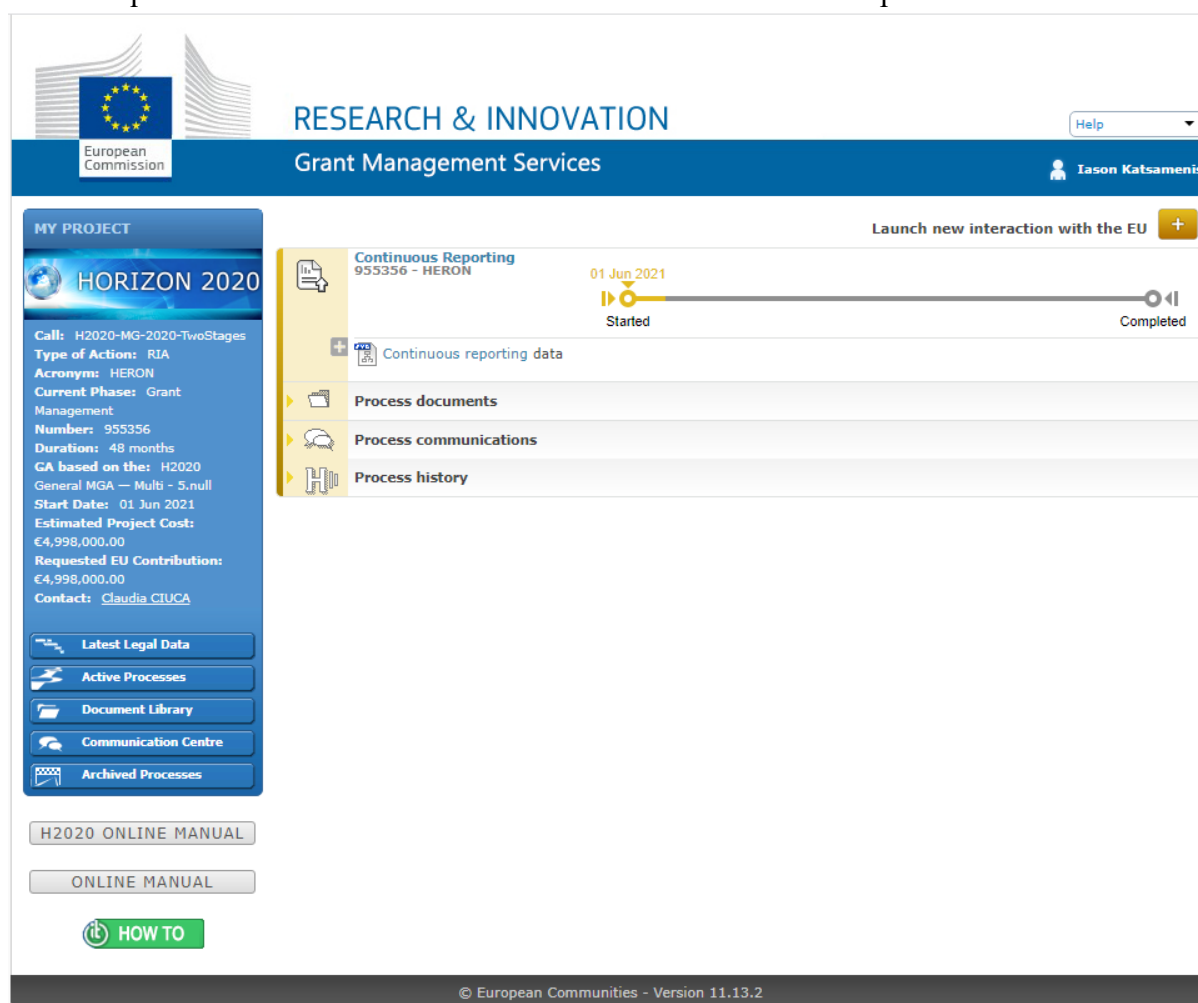 European
Commission
RESEARCH & INNOVATION
Grant Management Services
Help
Iason Katsamenis
MY PROJECT
HORIZON 2020
Call: H2020-MG-2020-TwoStages
Type of Action: RIA
Acronym: HERON
Current Phase: Grant
Management
Number: 955356
Duration: 48 months
GA based on the: H2020
General MGA — Multi - 5.null
Start Date: 01 Jun 2021
Estimated Project Cost:
€4,998,000.00
Requested EU Contribution:
€4,998,000.00
Contact: Claudia CIUCA
Latest Legal Data
Active Processes
Document Library
Communication Centre
Archived Processes
H2020 ONLINE MANUAL
ONLINE MANUAL
it HOW TO
Launch new interaction with the EU +
Continuous Reporting
955356 - HERON
01 Jun 2021
Started
Completed
Continuous reporting data
Process documents
Process communications
Process history
© European Communities - Version 11.13.2